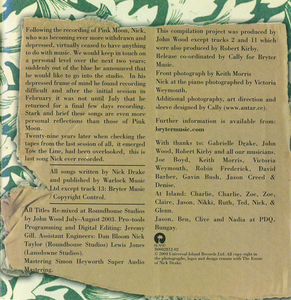 Following the recording of Pink Moon, Nick,
who was becoming ever more withdrawn and
depressed, virtually ceased to have anything
to do with music. We would keep in touch on
a personal level over the next two years;
suddenly out of the blue he announced that
he would like to go into the studio. In his
depressed frame of mind he found recording
difficult and after the initial session in
February it was not until July that he
returned for a final few days recording.
Stark and brief these songs are even more
personal reflections than those of Pink
Moon.
Twenty-nine years later when checking the
tapes from the last session of all, it emerged
Tow the Line, had been overlooked, this is
last song Nick ever recorded.
All songs written by Nick Drake
and published by Warlock Music
Ltd except track 13: Bryter Music
Copyright Control.
All Titles Re-mixed at Roundhouse Studios
by John Wood July-August 2003. Pro-tools
Programming and Digital Editing: Jeremy
Gill. Assistant Engineers: Dan Bloom Nick
Taylor (Roundhouse Studios) Lewis Jones
(Lansdowne Studios).
Mastering Simon Heyworth Super Audio
Mastering.
This compilation project was produced by
John Wood except tracks 2 and 11 which
were also produced by Robert Kirby.
Release co-ordinated by Cally for Bryter
Music.
Front photograph by Keith Morris
Nick at the piano photographed by Victoria
Waymouth.
Additional photography, art direction and
sleeve designed by Cally (www.antar.cc).
Further information is available from:
brytermusic.com
With thanks to: Gabrielle Drake, John
Wood, Robert Kirby and all our musicians.
Joe Boyd, Keith Morris, Victoria
Waymouth, Robin Frederick, David
Barber, Gavin Bush, Jason Creed &
Denise.
At Island: Charlie, Charlie, Zoe, Zoe,
Claire, Jason, Nikki, Ruth, Ted, Nick, &
Glenn.
Jason, Ben, Clive and Nadia at PDQ,
Bungay.